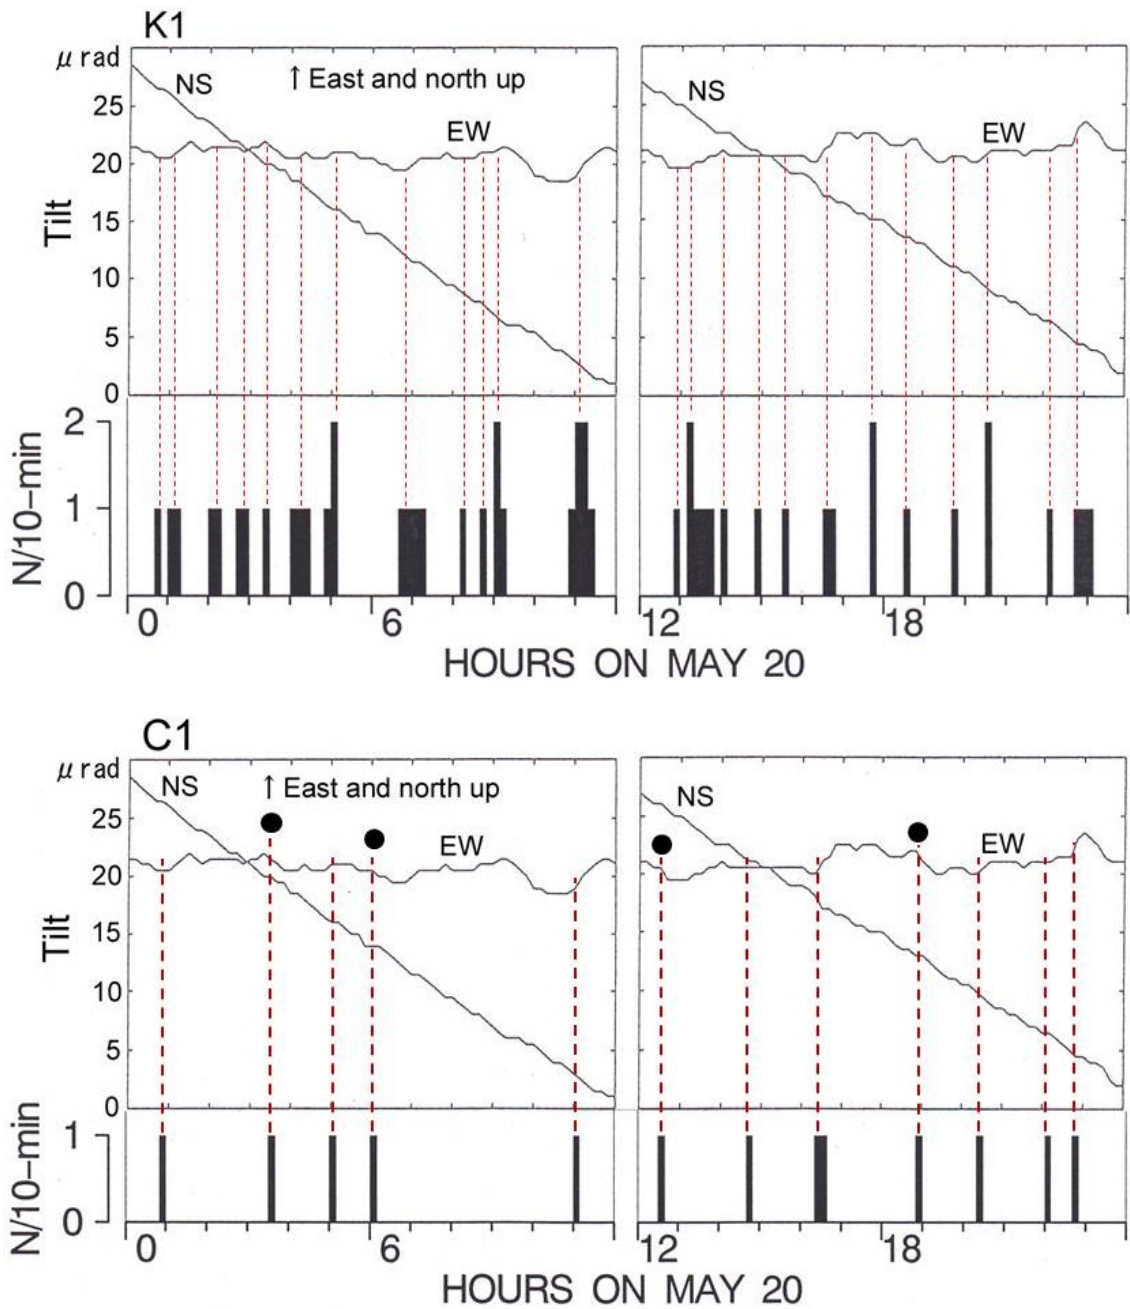 K1
μ rad
NS
↑ East and north up
EW
NS
EW
25
20
15
10
5
0
Tilt
2
1
0
N/10-min
0
6
12
18
HOURS ON MAY 20
C1
μ rad
NS
↑ East and north up
EW
NS
EW
25
20
15
10
5
0
Tilt
1
0
N/10-min
0
6
12
18
HOURS ON MAY 20